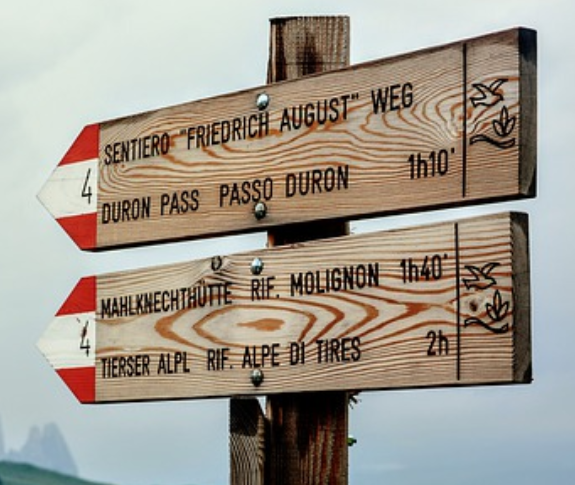 SENTIERO "FRIEDRICH AUGUST" WEG
4
DURON PASS PASSO DURON 1h10'
MAHLKNECHTHÜTTE RIF. MOLIGNON 1h40'
4
TIERSER ALPL RIF. ALPE DI TIRES 2h